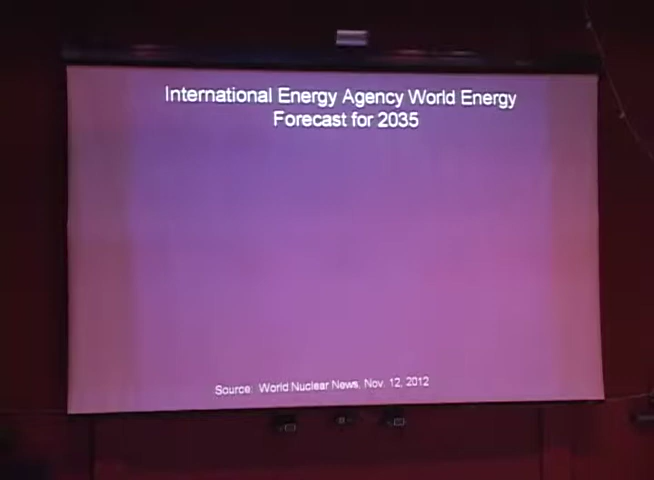 International Energy Agency World Energy
Forecast for 2035
Source: World Nuclear News, Nov. 12, 2012